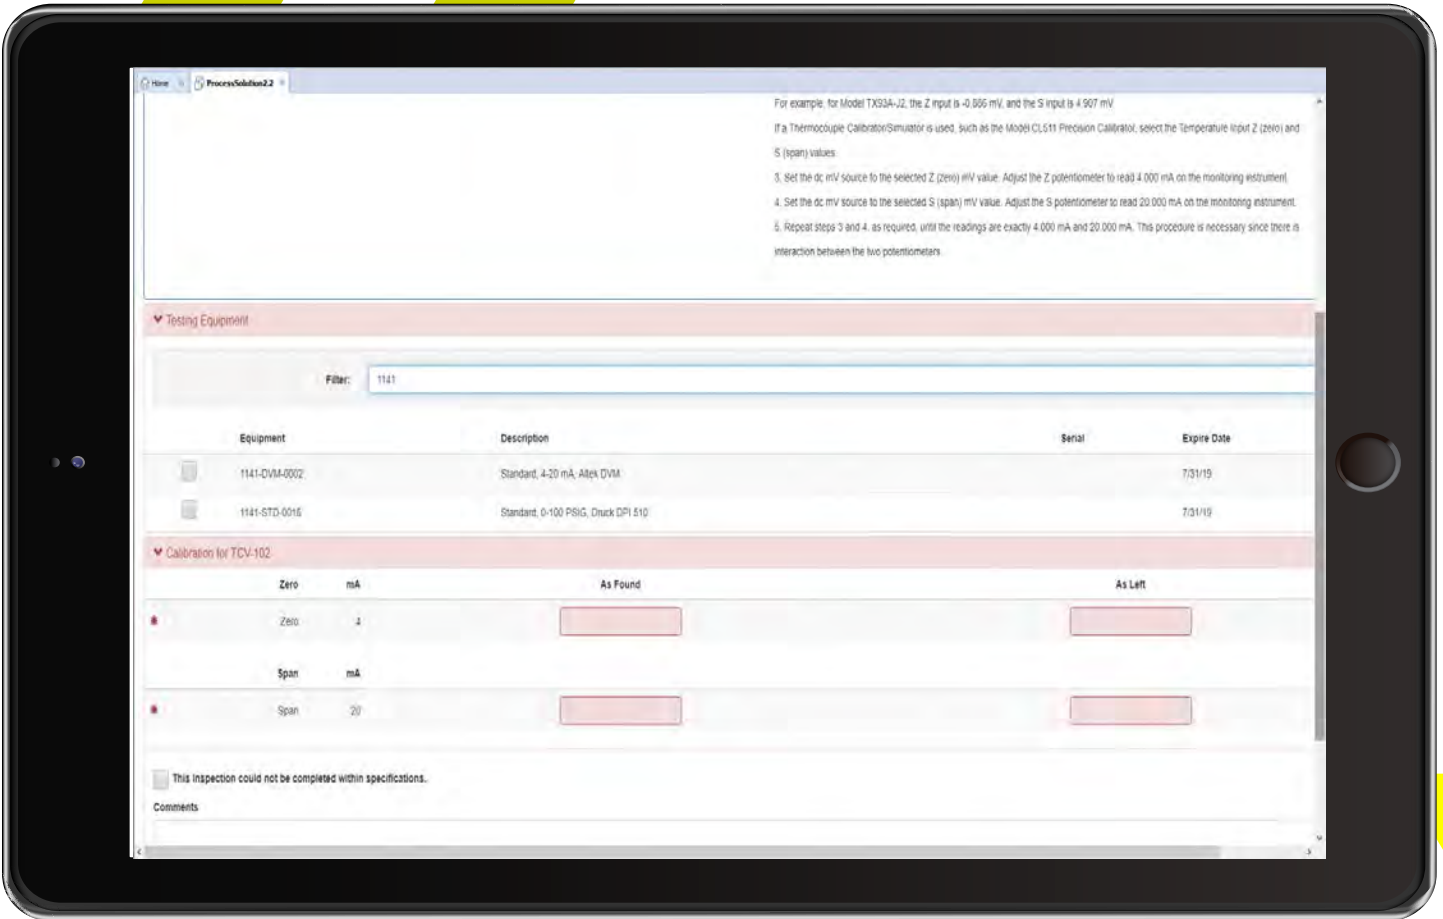 Home
ProcessSolution2.2
For example, for Model TX93A-J2, the Z input is -0.886 mV, and the S input is 4.907 mV
If a Thermocouple Calibrator/Simulator is used, such as the Model CL511 Precision Calibrator, select the Temperature Input Z (zero) and
S (span) values.
3. Set the dc mV source to the selected Z (zero) mV value. Adjust the Z potentiometer to read 4.000 mA on the monitoring instrument.
4. Set the dc mV source to the selected S (span) mV value. Adjust the S potentiometer to read 20.000 mA on the monitoring instrument.
5. Repeat steps 3 and 4, as required, until the readings are exactly 4.000 mA and 20.000 mA. This procedure is necessary since there is
interaction between the two potentiometers.
Testing Equipment
Filter: 1141
Equipment Description Serial Expire Date
1141-DVM-0002 Standard, 4-20 mA, Altek DVM 7/31/19
1141-STD-0016 Standard, 0-100 PSIG, Druck DPI 510 7/31/19
Calibration for TCV-102
Zero mA As Found As Left
Zero 4
Span mA
Span 20
This Inspection could not be completed within specifications.
Comments